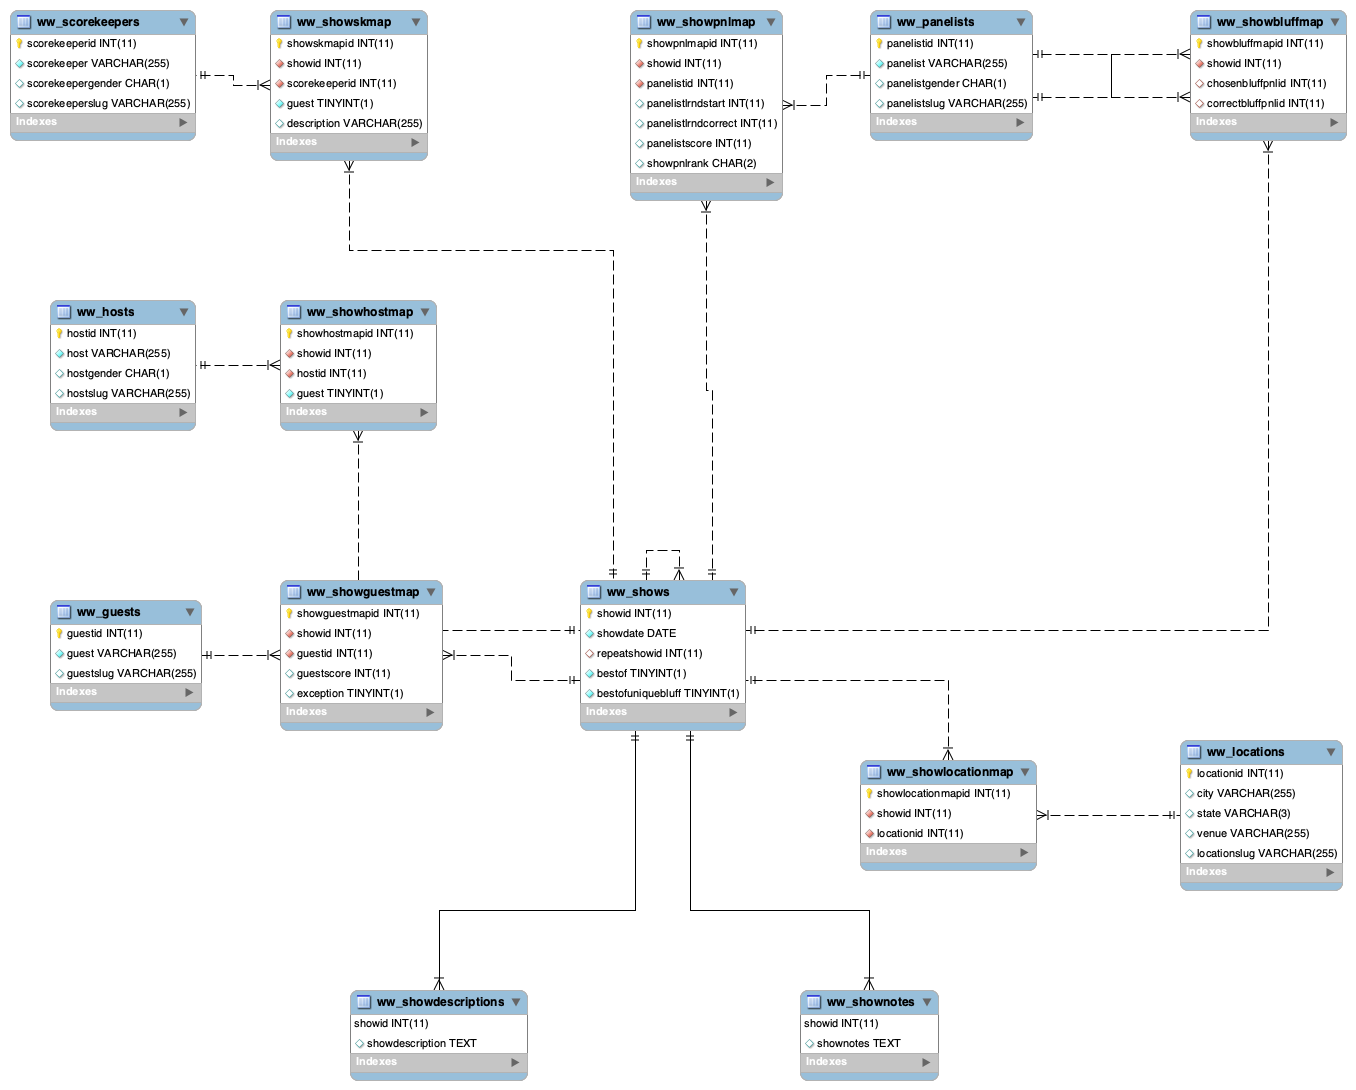 ww_scorekeepers
scorekeeperid INT(11)
scorekeeper VARCHAR(255)
scorekeepergender CHAR(1)
scorekeeperslug VARCHAR(255)
Indexes
ww_showskmap
showskmapid INT(11)
showid INT(11)
scorekeeperid INT(11)
guest TINYINT(1)
description VARCHAR(255)
Indexes
ww_showpnlmap
showpnlmapid INT(11)
showid INT(11)
panelistid INT(11)
panelistlrndstart INT(11)
panelistlrndcorrect INT(11)
panelistscore INT(11)
showpnlrank CHAR(2)
Indexes
ww_panelists
panelistid INT(11)
panelist VARCHAR(255)
panelistgender CHAR(1)
panelistslug VARCHAR(255)
Indexes
ww_showbluffmap
showbluffmapid INT(11)
showid INT(11)
chosenbluffpnlid INT(11)
correctbluffpnlid INT(11)
Indexes
ww_hosts
hostid INT(11)
host VARCHAR(255)
hostgender CHAR(1)
hostslug VARCHAR(255)
Indexes
ww_showhostmap
showhostmapid INT(11)
showid INT(11)
hostid INT(11)
guest TINYINT(1)
Indexes
ww_guests
guestid INT(11)
guest VARCHAR(255)
guestslug VARCHAR(255)
Indexes
ww_showguestmap
showguestmapid INT(11)
showid INT(11)
guestid INT(11)
guestscore INT(11)
exception TINYINT(1)
Indexes
ww_shows
showid INT(11)
showdate DATE
repeatshowid INT(11)
bestof TINYINT(1)
bestofuniquebluff TINYINT(1)
Indexes
ww_showlocationmap
showlocationmapid INT(11)
showid INT(11)
locationid INT(11)
Indexes
ww_locations
locationid INT(11)
city VARCHAR(255)
state VARCHAR(3)
venue VARCHAR(255)
locationslug VARCHAR(255)
Indexes
ww_showdescriptions
showid INT(11)
showdescription TEXT
Indexes
ww_shownotes
showid INT(11)
shownotes TEXT
Indexes